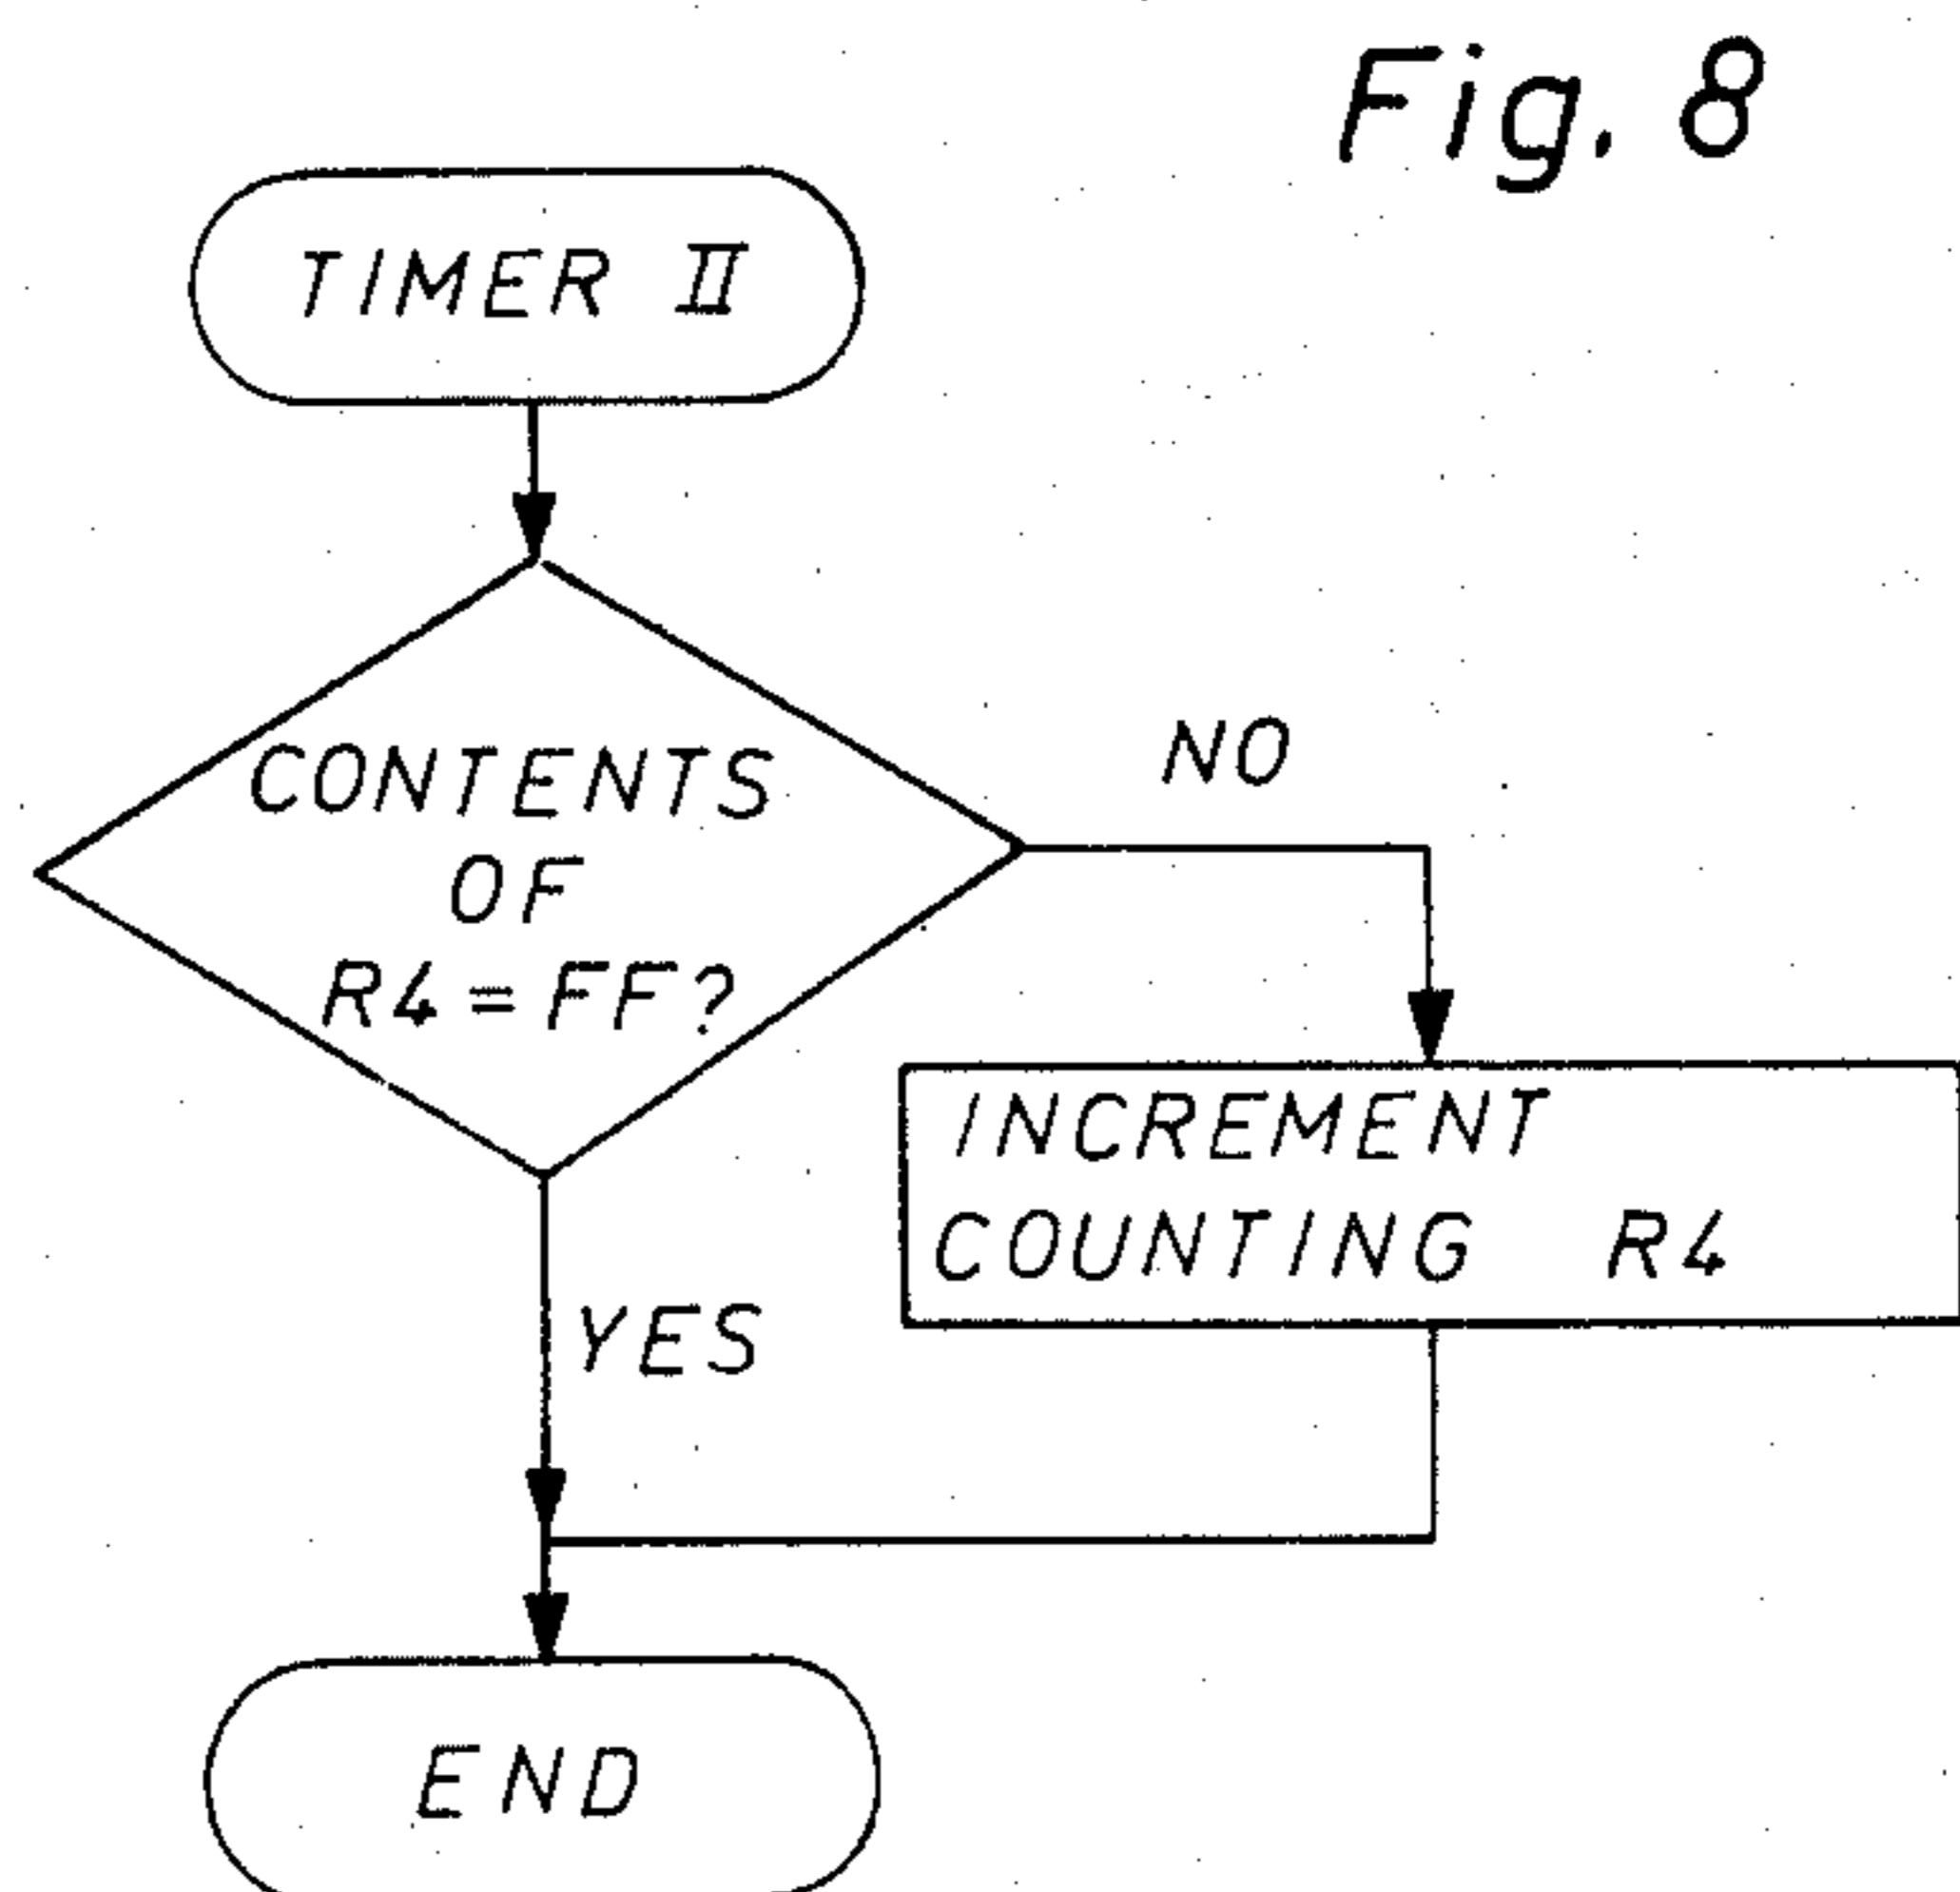 Fig. 8
TIMER II
CONTENTS
OF
R4=FF?
NO
INCREMENT
COUNTING R4
YES
END